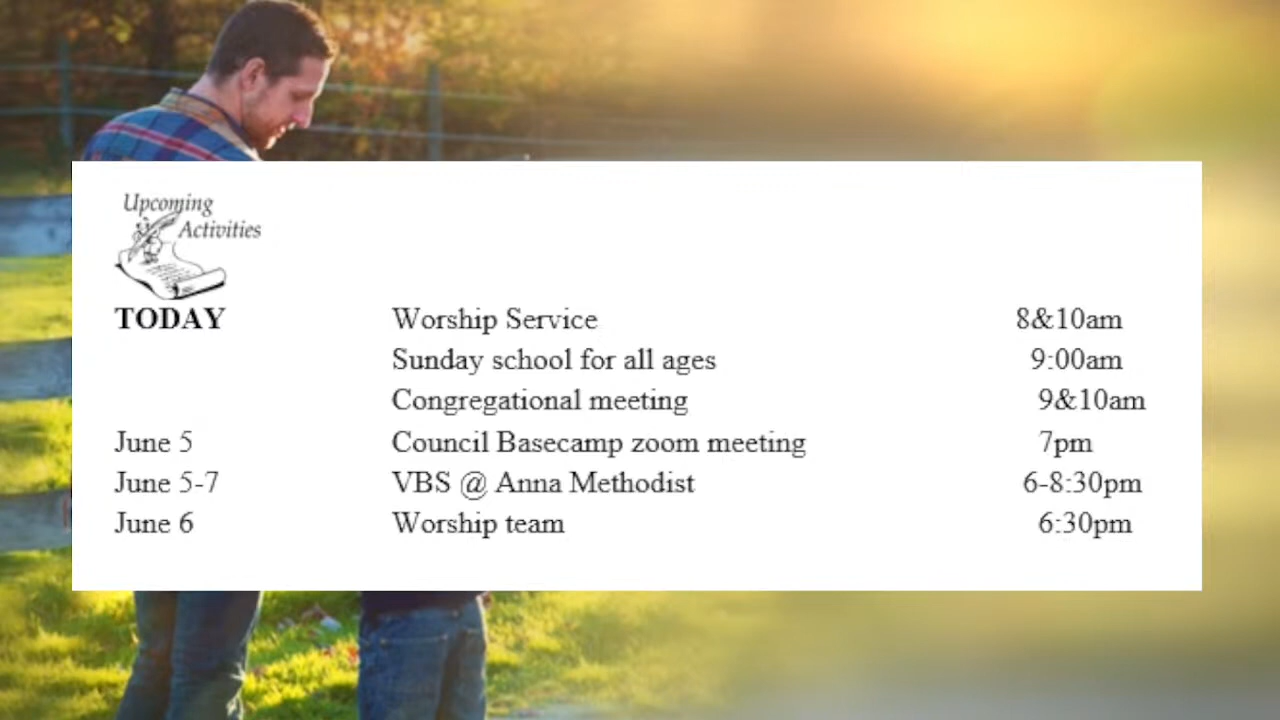 Upcoming
Activities
TODAY Worship Service 8&10am
Sunday school for all ages 9:00am
Congregational meeting 9&10am
June 5 Council Basecamp zoom meeting 7pm
June 5-7 VBS @ Anna Methodist 6-8:30pm
June 6 Worship team 6:30pm